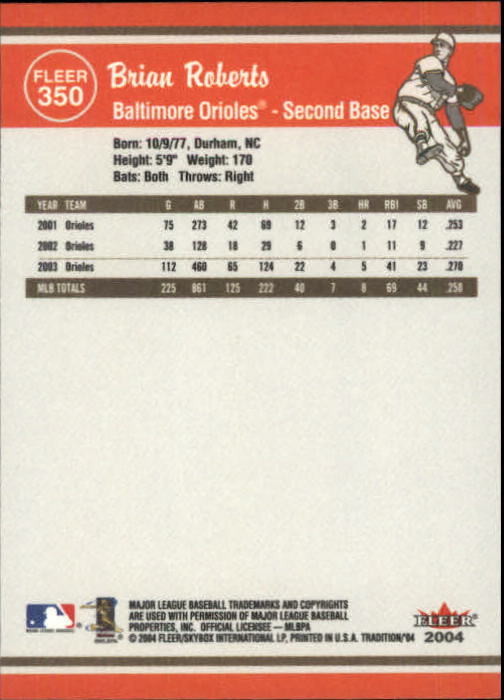 FLEER
350
Brian Roberts
Baltimore Orioles® - Second Base
Born: 10/9/77, Durham, NC
Height: 5'9" Weight: 170
Bats: Both Throws: Right
YEAR TEAM G AB R H 2B 3B HR RBI SB AVG
2001 Orioles 75 273 42 69 12 3 2 17 12 .253
2002 Orioles 38 128 18 29 6 0 1 11 9 .227
2003 Orioles 112 460 65 124 22 4 5 41 23 .270
MLB TOTALS 225 861 125 222 40 7 8 69 44 .258
MAJOR LEAGUE BASEBALL TRADEMARKS AND COPYRIGHTS
ARE USED WITH PERMISSION OF MAJOR LEAGUE BASEBALL
PROPERTIES, INC. OFFICIAL LICENSEE — MLBPA
© 2004 FLEER/SKYBOX INTERNATIONAL LP, PRINTED IN U.S.A. TRADITION/'04
FLEER
2004